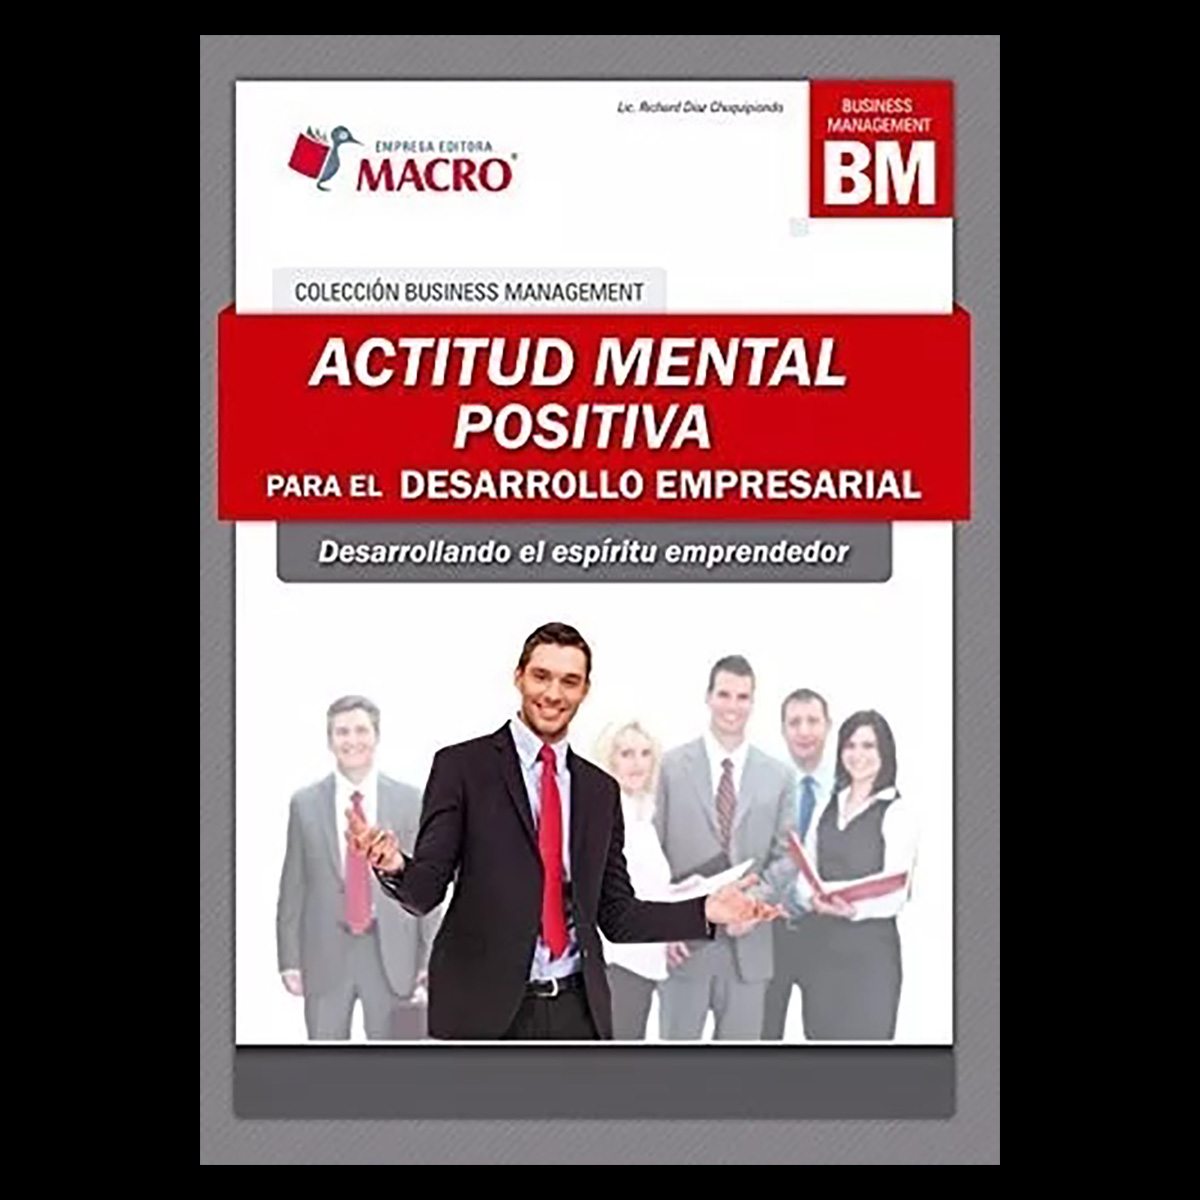 Lic. Richard Díaz Chuquipiondo
BUSINESS
MANAGEMENT
BM
EMPRESA EDITORA
MACRO®
COLECCIÓN BUSINESS MANAGEMENT
ACTITUD MENTAL
POSITIVA
PARA EL DESARROLLO EMPRESARIAL
Desarrollando el espíritu emprendedor